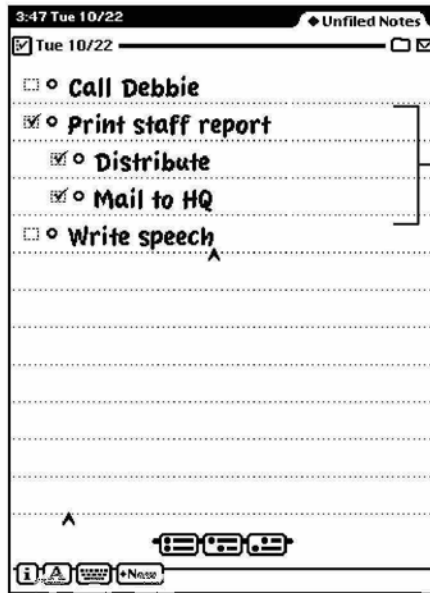 3:47 Tue 10/22
◆Unfiled Notes
Tue 10/22
Call Debbie
Print staff report
Distribute
Mail to HQ
Write speech
i A •New